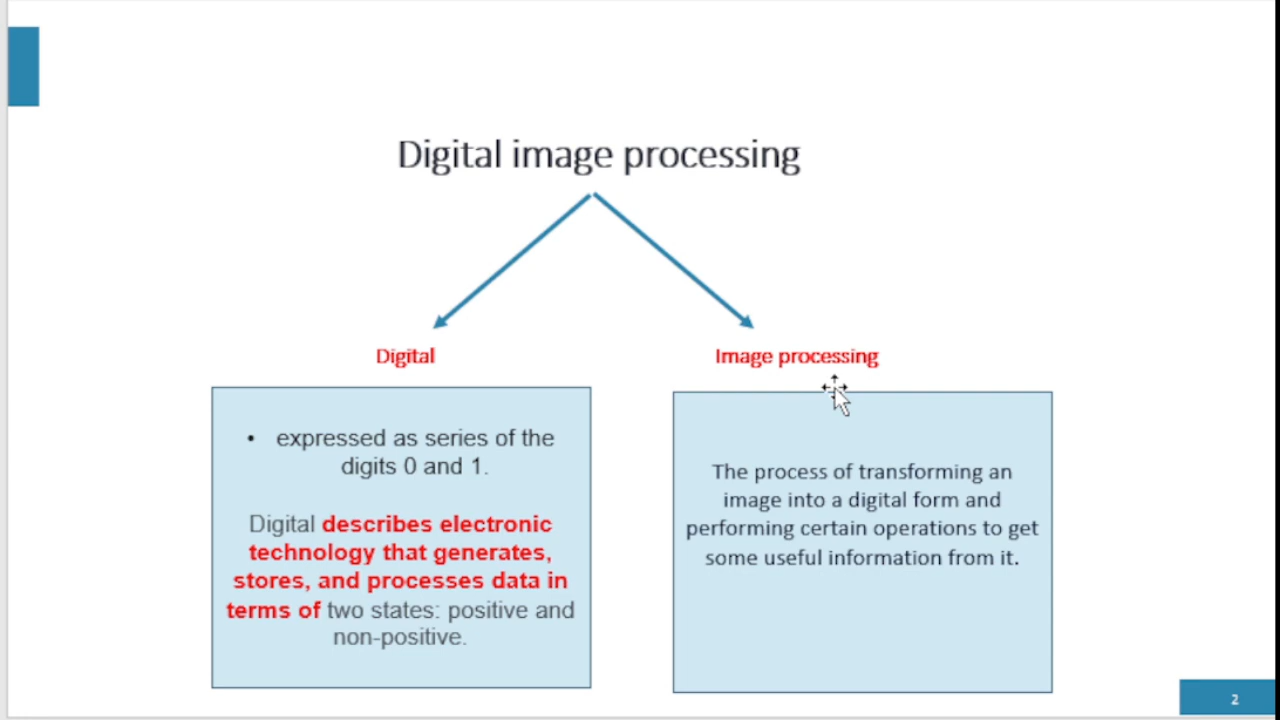 Digital image processing
Digital
Image processing
• expressed as series of the
digits 0 and 1.
Digital describes electronic
technology that generates,
stores, and processes data in
terms of two states: positive and
non-positive.
The process of transforming an
image into a digital form and
performing certain operations to get
some useful information from it.
2